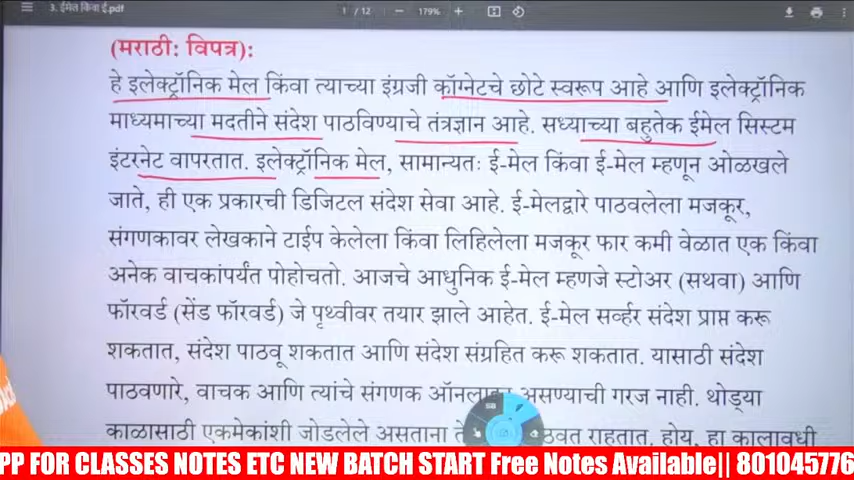 3. ईमेल किंवा ई.pdf
1 / 12
179%
(मराठी: विपत्र):
हे इलेक्ट्रॉनिक मेल किंवा त्याच्या इंग्रजी कॉग्नेटचे छोटे स्वरूप आहे आणि इलेक्ट्रॉनिक
माध्यमाच्या मदतीने संदेश पाठविण्याचे तंत्रज्ञान आहे. सध्याच्या बहुतेक ईमेल सिस्टम
इंटरनेट वापरतात. इलेक्ट्रॉनिक मेल, सामान्यतः ई-मेल किंवा ई-मेल म्हणून ओळखले
जाते, ही एक प्रकारची डिजिटल संदेश सेवा आहे. ई-मेलद्वारे पाठवलेला मजकूर,
संगणकावर लेखकाने टाईप केलेला किंवा लिहिलेला मजकूर फार कमी वेळात एक किंवा
अनेक वाचकांपर्यंत पोहोचतो. आजचे आधुनिक ई-मेल म्हणजे स्टोअर (सथवा) आणि
फॉरवर्ड (सेंड फॉरवर्ड) जे पृथ्वीवर तयार झाले आहेत. ई-मेल सर्व्हर संदेश प्राप्त करू
शकतात, संदेश पाठवू शकतात आणि संदेश संग्रहित करू शकतात. यासाठी संदेश
पाठवणारे, वाचक आणि त्यांचे संगणक असण्याची गरज नाही. थोड्या
काळासाठी एकमेकांशी जोडलेले असताना राहतात. होय, हा कालावधी
PP FOR CLASSES NOTES ETC NEW BATCH START Free Notes Available|| 801045776